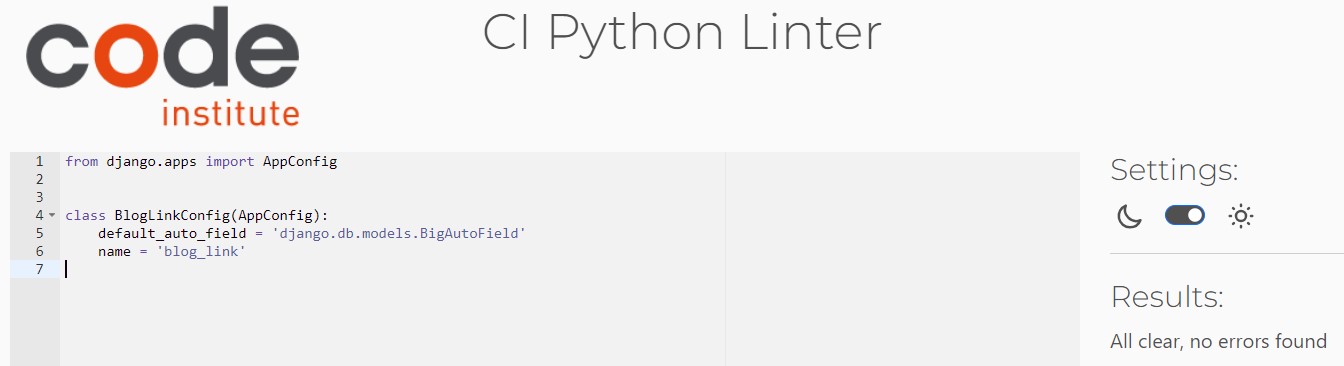 code
institute
CI Python Linter
1 from django.apps import AppConfig
2
3
4 class BlogLinkConfig(AppConfig):
5     default_auto_field = 'django.db.models.BigAutoField'
6     name = 'blog_link'
7
Settings:
Results:
All clear, no errors found